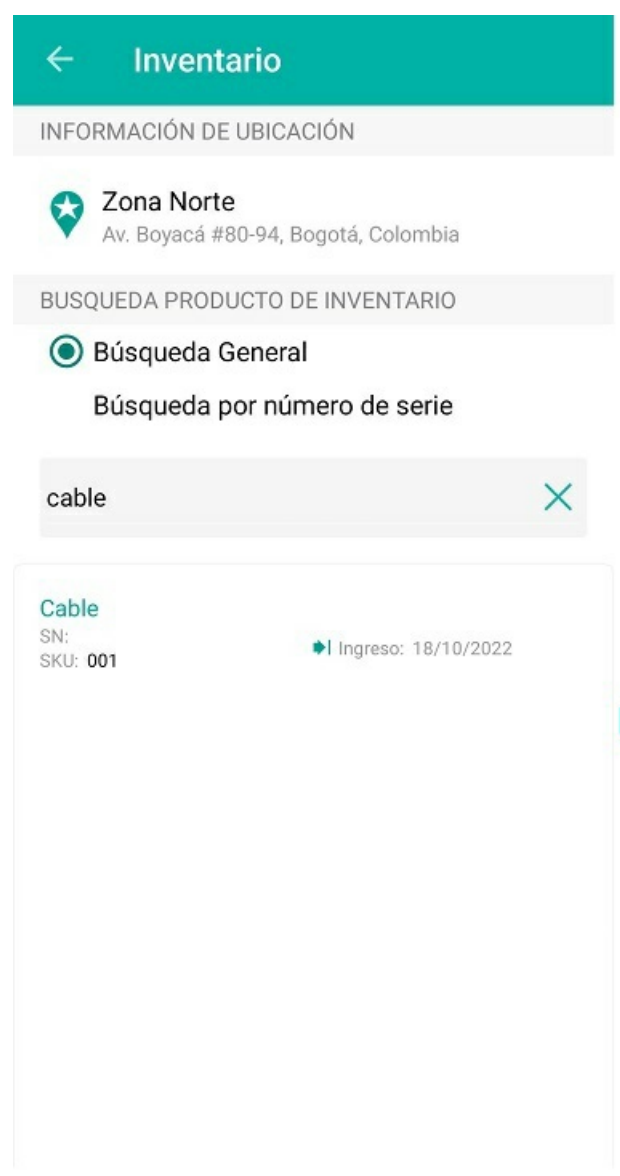 Inventario
INFORMACIÓN DE UBICACIÓN
Zona Norte
Av. Boyacá #80-94, Bogotá, Colombia
BUSQUEDA PRODUCTO DE INVENTARIO
Búsqueda General
Búsqueda por número de serie
cable
Cable
SN:
SKU: 001
Ingreso: 18/10/2022